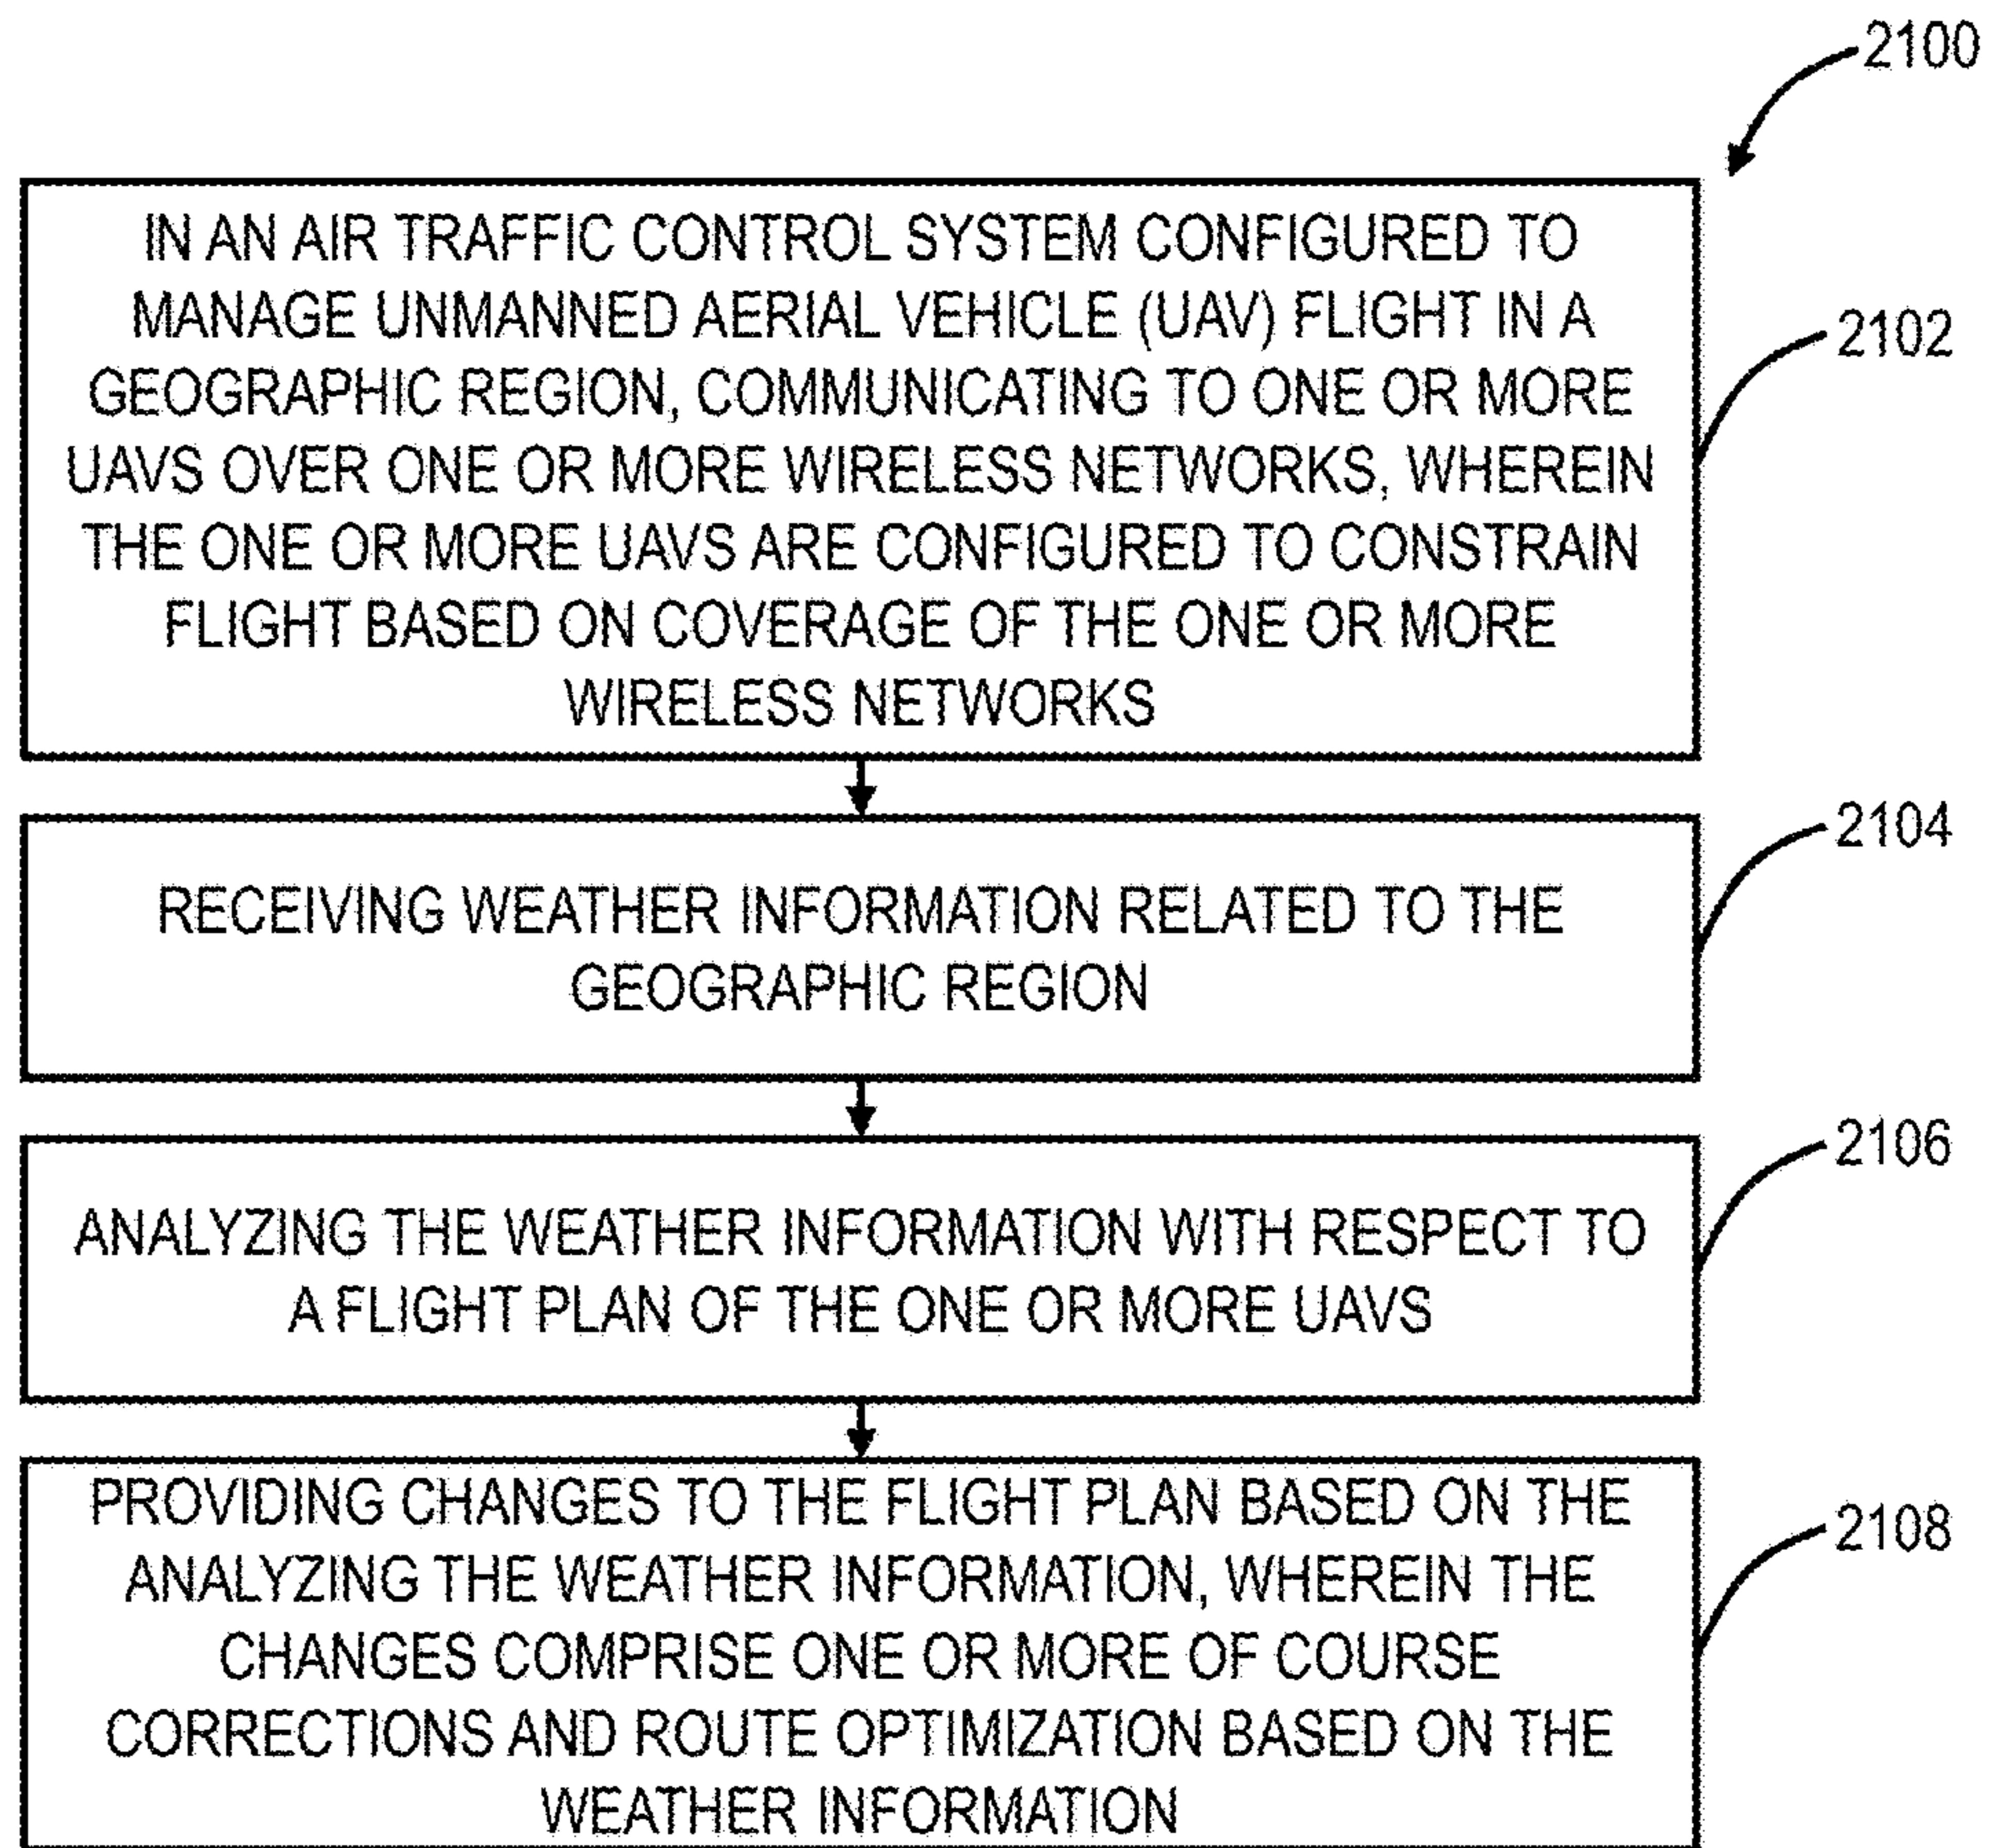 2100
IN AN AIR TRAFFIC CONTROL SYSTEM CONFIGURED TO
MANAGE UNMANNED AERIAL VEHICLE (UAV) FLIGHT IN A
GEOGRAPHIC REGION, COMMUNICATING TO ONE OR MORE
UAVS OVER ONE OR MORE WIRELESS NETWORKS, WHEREIN
THE ONE OR MORE UAVS ARE CONFIGURED TO CONSTRAIN
FLIGHT BASED ON COVERAGE OF THE ONE OR MORE
WIRELESS NETWORKS
2102
RECEIVING WEATHER INFORMATION RELATED TO THE
GEOGRAPHIC REGION
2104
ANALYZING THE WEATHER INFORMATION WITH RESPECT TO
A FLIGHT PLAN OF THE ONE OR MORE UAVS
2106
PROVIDING CHANGES TO THE FLIGHT PLAN BASED ON THE
ANALYZING THE WEATHER INFORMATION, WHEREIN THE
CHANGES COMPRISE ONE OR MORE OF COURSE
CORRECTIONS AND ROUTE OPTIMIZATION BASED ON THE
WEATHER INFORMATION
2108